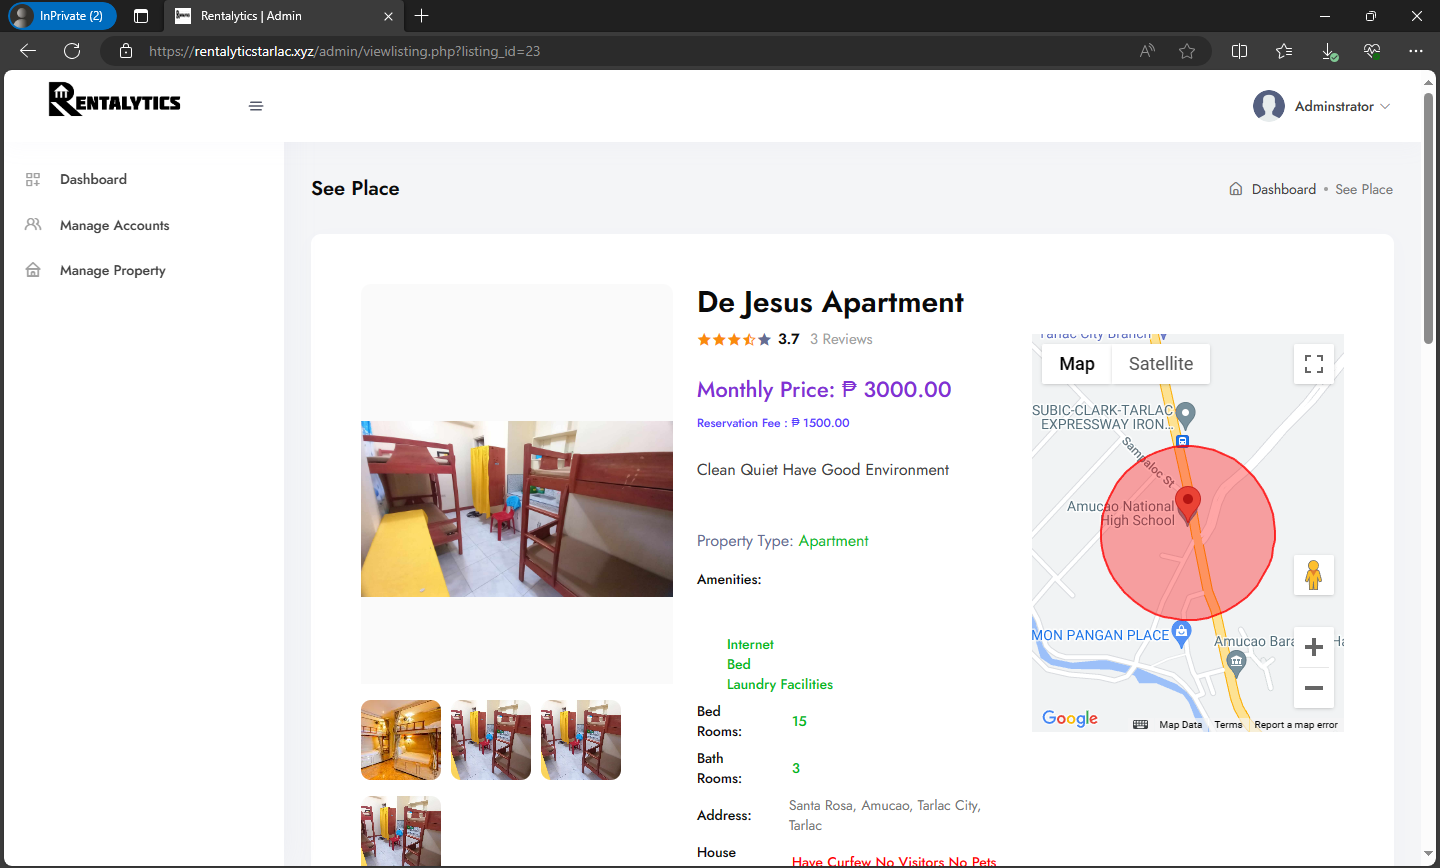 InPrivate (2)
Rentalytics | Admin
https://rentalyticstarlac.xyz/admin/viewlisting.php?listing_id=23
RENTALYTICS
Adminstrator
Dashboard
Manage Accounts
Manage Property
See Place
Dashboard • See Place
De Jesus Apartment
3.7 3 Reviews
Monthly Price: ₱ 3000.00
Reservation Fee : ₱ 1500.00
Clean Quiet Have Good Environment
Property Type: Apartment
Amenities:
Internet
Bed
Laundry Facilities
Bed
Rooms:
15
Bath
Rooms:
3
Address:
Santa Rosa, Amucao, Tarlac City,
Tarlac
House
Have Curfew No Visitors No Pets
Tarlac City Branch
Map
Satellite
SUBIC-CLARK-TARLAC
EXPRESSWAY IRON...
Sampaloc St
Amucao National
High School
MON PANGAN PLACE
Amucao Bara
Ha
Google
Map Data
Terms
Report a map error